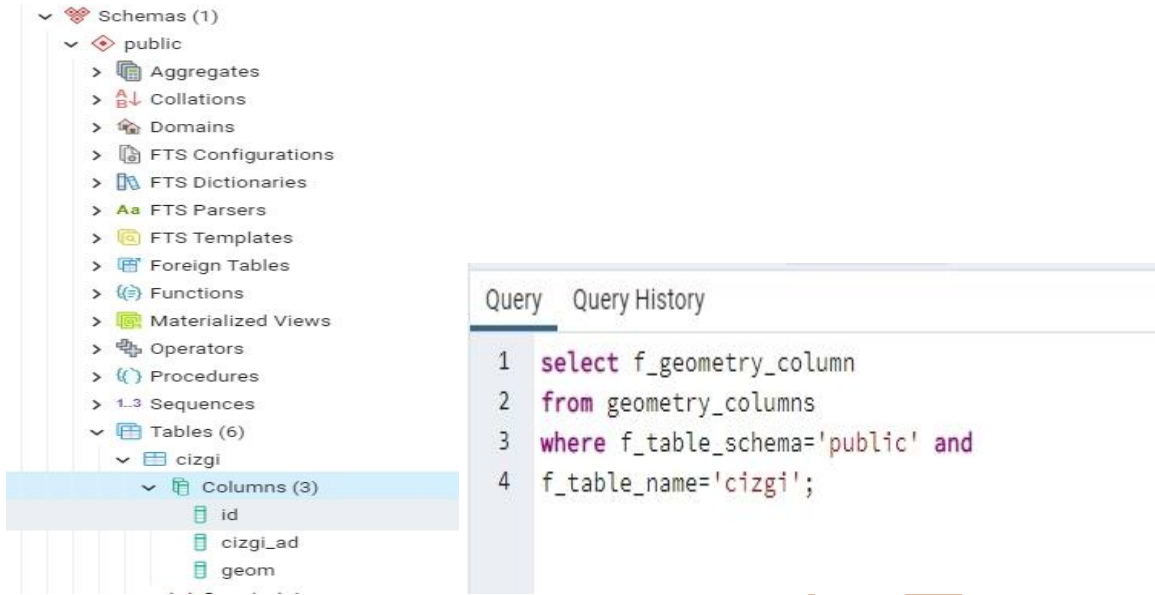 Schemas (1)
public
Aggregates
Collations
Domains
FTS Configurations
FTS Dictionaries
Aa FTS Parsers
FTS Templates
Foreign Tables
Functions
Materialized Views
Operators
Procedures
1..3 Sequences
Tables (6)
cizgi
Columns (3)
id
cizgi_ad
geom
Query Query History
1 select f_geometry_column
2 from geometry_columns
3 where f_table_schema='public' and
4 f_table_name='cizgi';